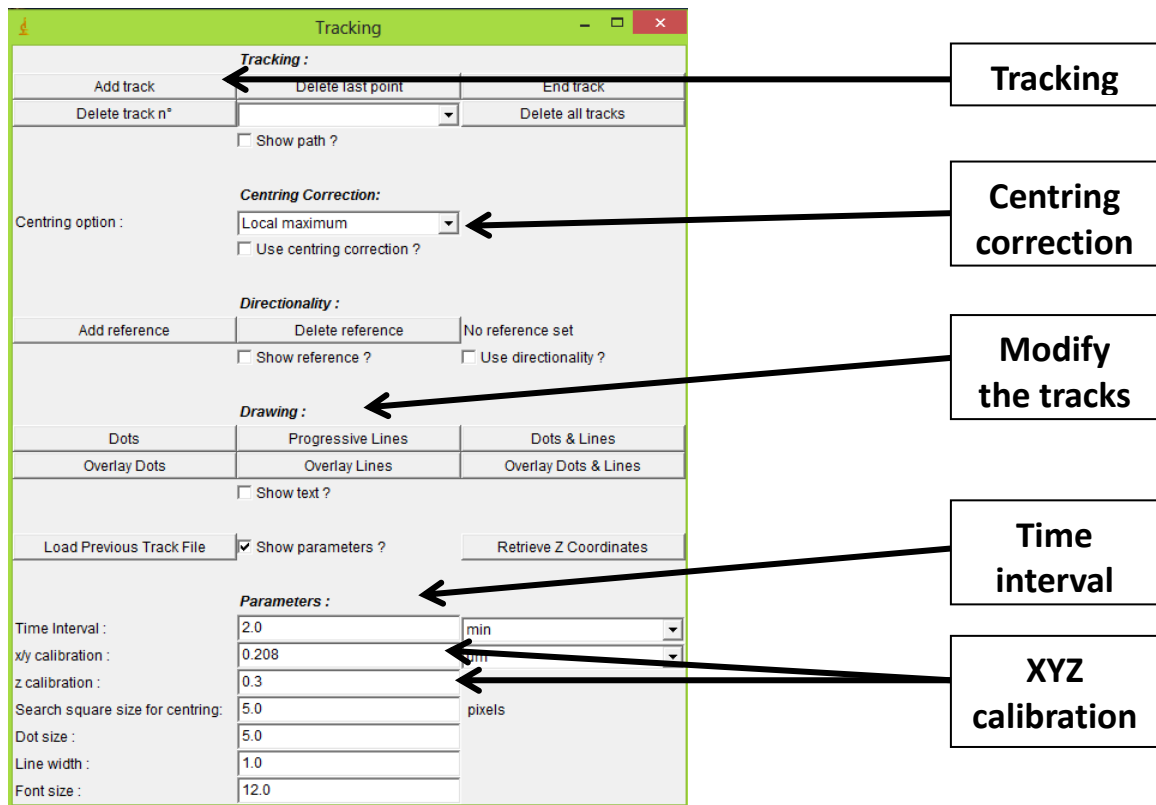 Tracking
Tracking :
Add track Delete last point End track
Delete track n° Delete all tracks
Show path ?
Centring Correction:
Centring option : Local maximum
Use centring correction ?
Directionality :
Add reference Delete reference No reference set
Show reference ? Use directionality ?
Drawing :
Dots Progressive Lines Dots & Lines
Overlay Dots Overlay Lines Overlay Dots & Lines
Show text ?
Load Previous Track File Show parameters ? Retrieve Z Coordinates
Parameters :
Time Interval : 2.0 min
x/y calibration : 0.208
z calibration : 0.3
Search square size for centring: 5.0 pixels
Dot size : 5.0
Line width : 1.0
Font size : 12.0
Tracking
Centring
correction
Modify
the tracks
Time
interval
XYZ
calibration